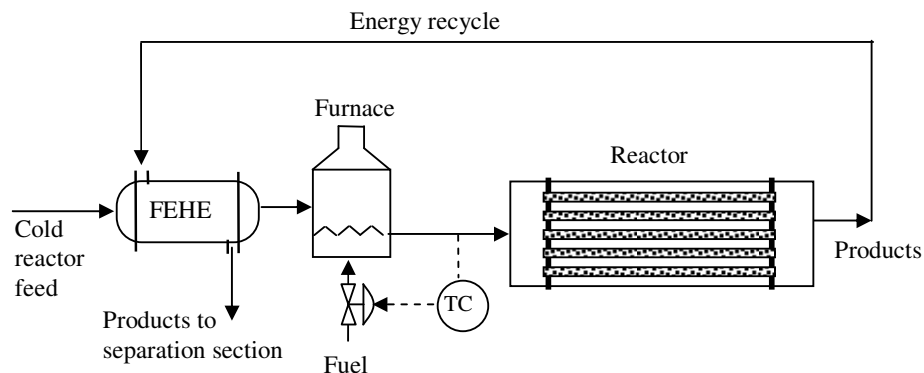 Energy recycle
Furnace
Reactor
FEHE
Cold
reactor
feed
Products
TC
Products to
separation section
Fuel